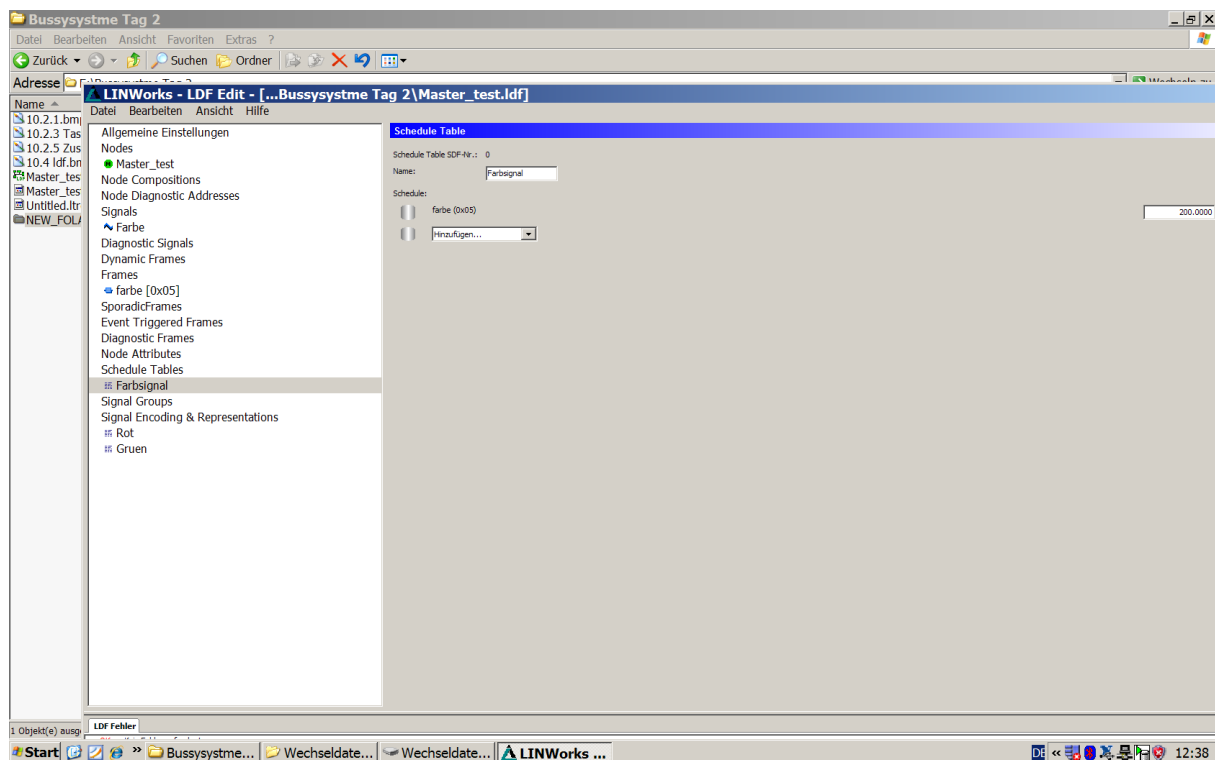 Bussysystme Tag 2
Datei Bearbeiten Ansicht Favoriten Extras ?
Zurück Suchen Ordner
Adresse
LINWorks - LDF Edit - [...Bussysystme Tag 2\Master_test.ldf]
Name
Datei Bearbeiten Ansicht Hilfe
10.2.1.bm
10.2.3 Tas
10.2.5 Zus
10.4 ldf.bm
Master_tes
Master_tes
Untitled.ltr
NEW_FOL
Allgemeine Einstellungen
Nodes
Master_test
Node Compositions
Node Diagnostic Addresses
Signals
Farbe
Diagnostic Signals
Dynamic Frames
Frames
farbe [0x05]
SporadicFrames
Event Triggered Frames
Diagnostic Frames
Node Attributes
Schedule Tables
Farbsignal
Signal Groups
Signal Encoding & Representations
Rot
Gruen
Schedule Table
Schedule Table SDF-Nr.: 0
Name: Farbsignal
Schedule:
farbe (0x05) 200.0000
Hinzufügen...
LDF Fehler
1 Objekt(e) ausg
Start » Bussysystme... Wechseldate... Wechseldate... LINWorks ... DE « 12:38